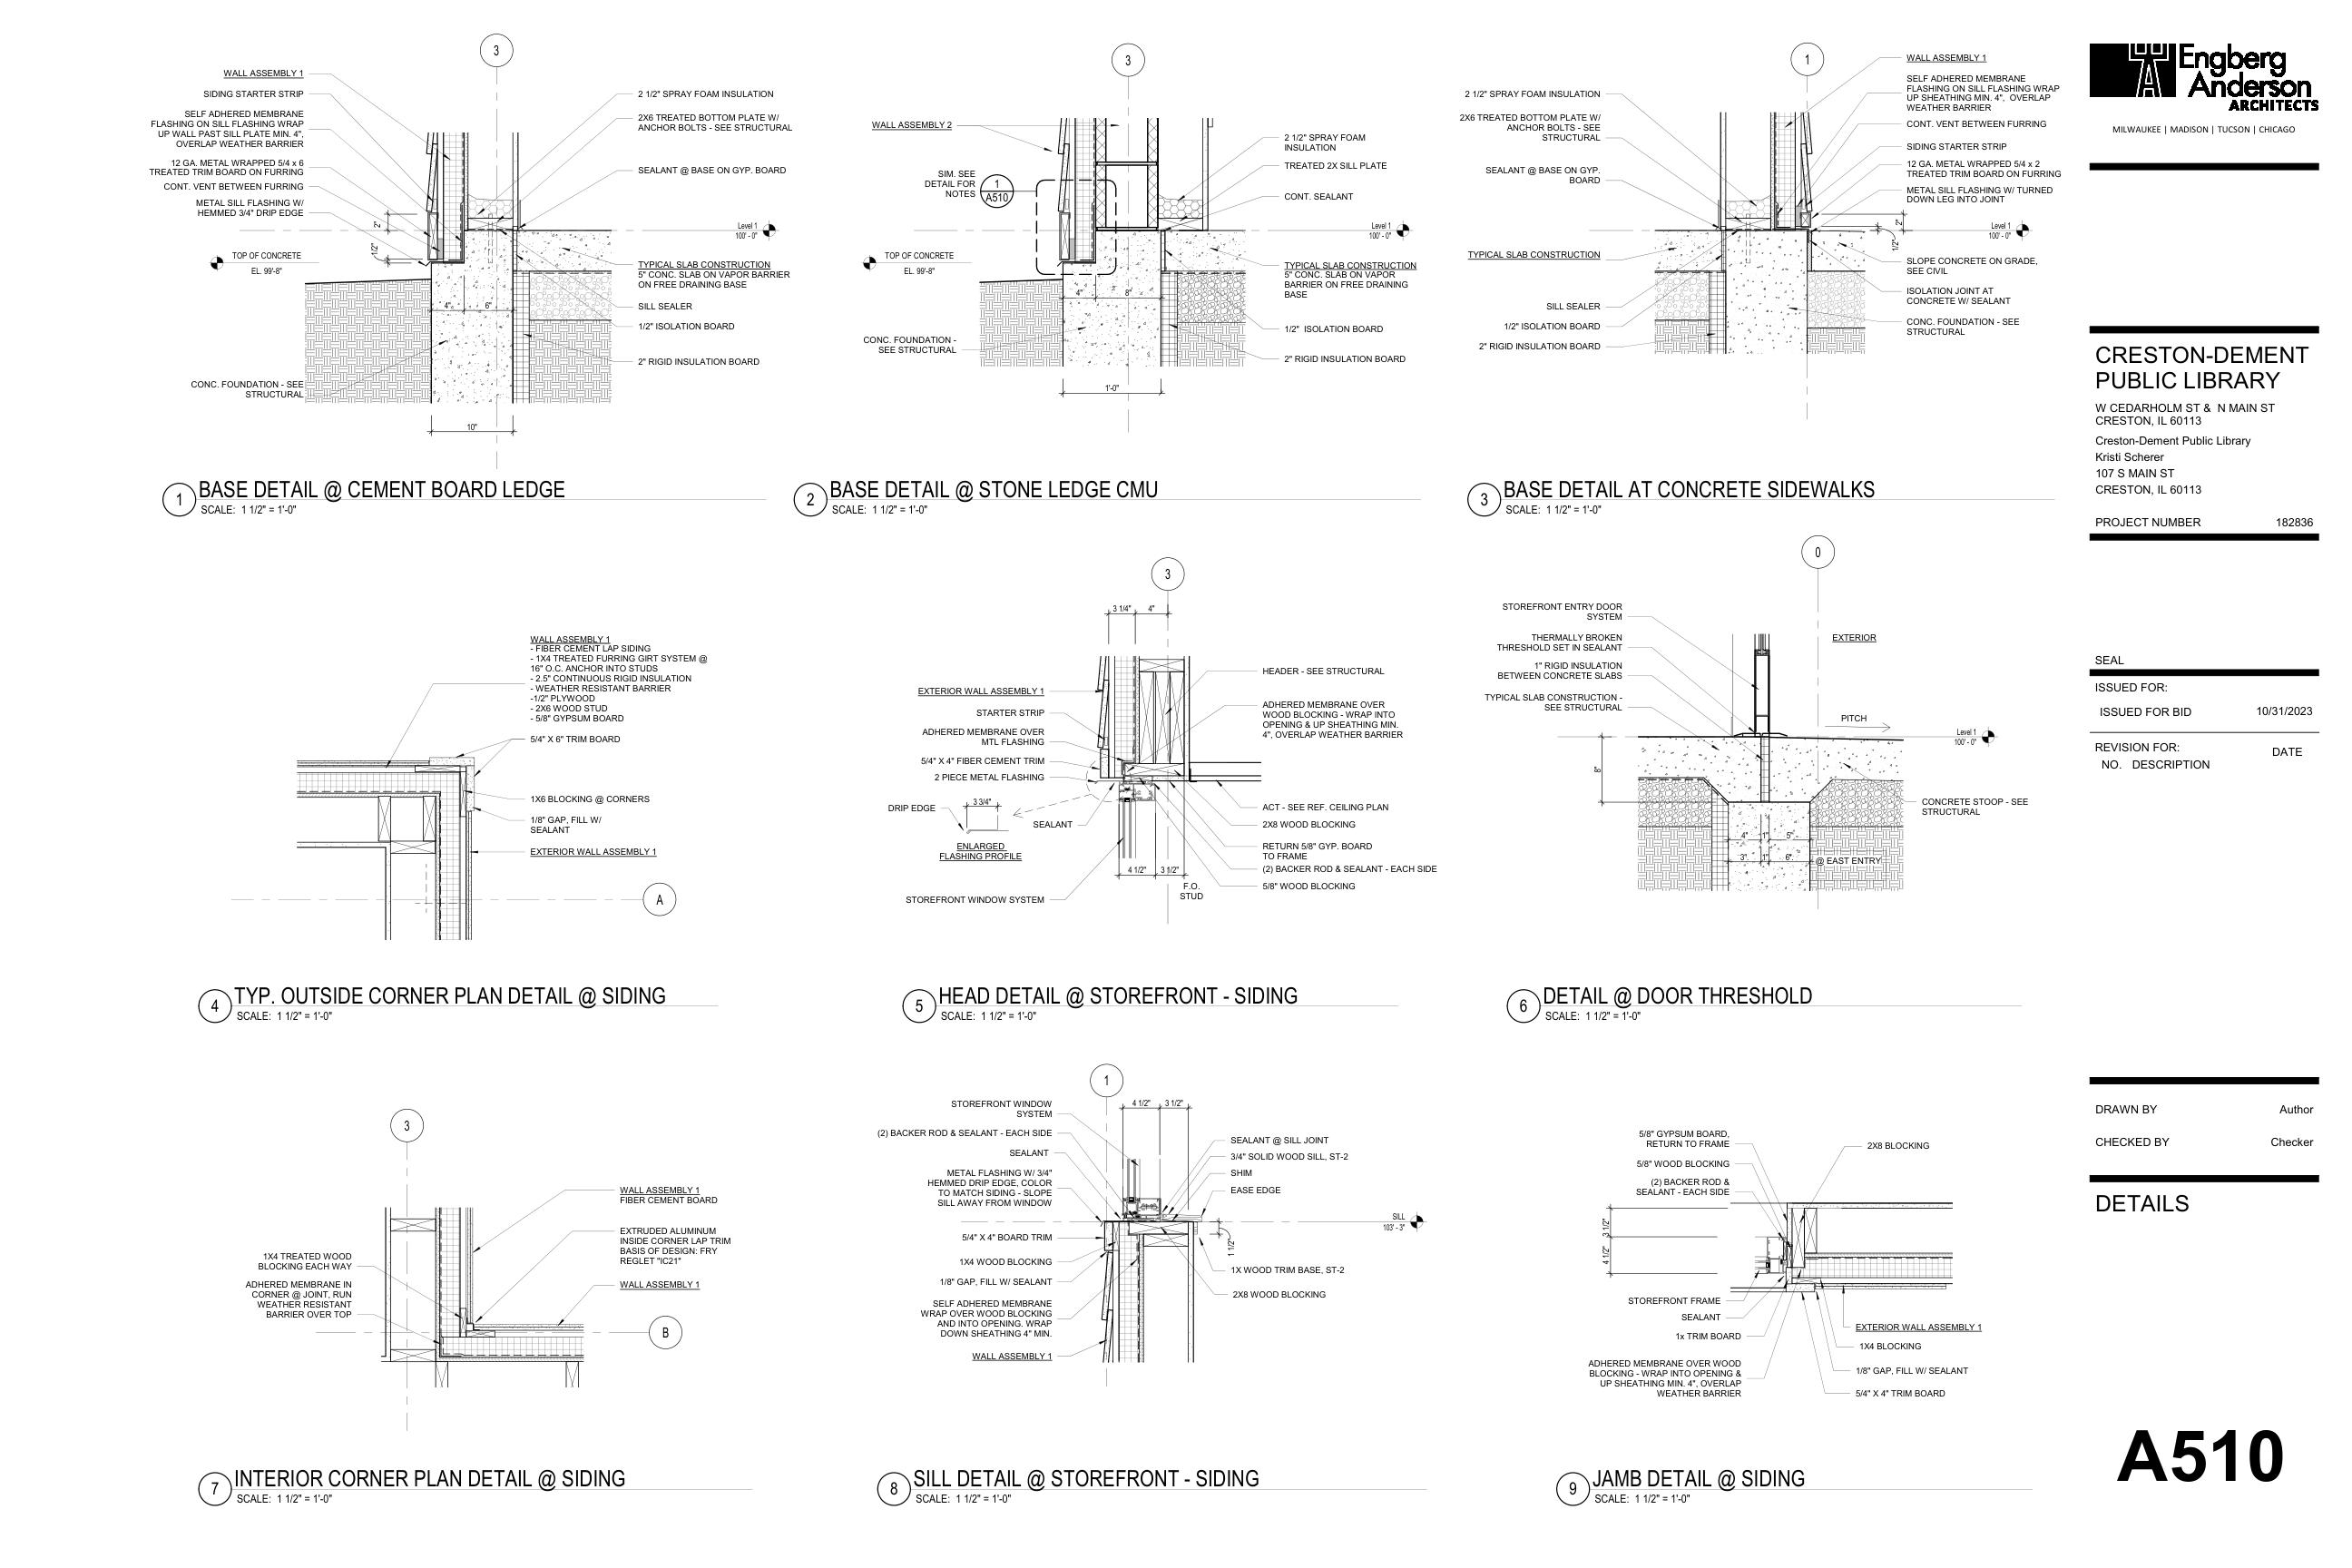 3
WALL ASSEMBLY 1
SIDING STARTER STRIP
SELF ADHERED MEMBRANE
FLASHING ON SILL FLASHING WRAP
UP WALL PAST SILL PLATE MIN. 4",
OVERLAP WEATHER BARRIER
12 GA. METAL WRAPPED 5/4 x 6
TREATED TRIM BOARD ON FURRING
CONT. VENT BETWEEN FURRING
METAL SILL FLASHING W/
HEMMED 3/4" DRIP EDGE
2"
1/2"
TOP OF CONCRETE
EL. 99'-8"
CONC. FOUNDATION - SEE
STRUCTURAL
4"
6"
10"
2 1/2" SPRAY FOAM INSULATION
2X6 TREATED BOTTOM PLATE W/
ANCHOR BOLTS - SEE STRUCTURAL
SEALANT @ BASE ON GYP. BOARD
Level 1
100' - 0"
TYPICAL SLAB CONSTRUCTION
5" CONC. SLAB ON VAPOR BARRIER
ON FREE DRAINING BASE
SILL SEALER
1/2" ISOLATION BOARD
2" RIGID INSULATION BOARD
1 BASE DETAIL @ CEMENT BOARD LEDGE
SCALE: 1 1/2" = 1'-0"
3
WALL ASSEMBLY 2
SIM. SEE
DETAIL FOR
NOTES
1
A510
TOP OF CONCRETE
EL. 99'-8"
CONC. FOUNDATION -
SEE STRUCTURAL
4"
8"
1'-0"
2 1/2" SPRAY FOAM
INSULATION
TREATED 2X SILL PLATE
CONT. SEALANT
Level 1
100' - 0"
TYPICAL SLAB CONSTRUCTION
5" CONC. SLAB ON VAPOR
BARRIER ON FREE DRAINING
BASE
1/2" ISOLATION BOARD
2" RIGID INSULATION BOARD
2 BASE DETAIL @ STONE LEDGE CMU
SCALE: 1 1/2" = 1'-0"
1
2 1/2" SPRAY FOAM INSULATION
2X6 TREATED BOTTOM PLATE W/
ANCHOR BOLTS - SEE
STRUCTURAL
SEALANT @ BASE ON GYP.
BOARD
TYPICAL SLAB CONSTRUCTION
SILL SEALER
1/2" ISOLATION BOARD
2" RIGID INSULATION BOARD
WALL ASSEMBLY 1
SELF ADHERED MEMBRANE
FLASHING ON SILL FLASHING WRAP
UP SHEATHING MIN. 4", OVERLAP
WEATHER BARRIER
CONT. VENT BETWEEN FURRING
SIDING STARTER STRIP
12 GA. METAL WRAPPED 5/4 x 2
TREATED TRIM BOARD ON FURRING
METAL SILL FLASHING W/ TURNED
DOWN LEG INTO JOINT
2"
1/2"
Level 1
100' - 0"
SLOPE CONCRETE ON GRADE,
SEE CIVIL
ISOLATION JOINT AT
CONCRETE W/ SEALANT
CONC. FOUNDATION - SEE
STRUCTURAL
3 BASE DETAIL AT CONCRETE SIDEWALKS
SCALE: 1 1/2" = 1'-0"
WALL ASSEMBLY 1
- FIBER CEMENT LAP SIDING
- 1X4 TREATED FURRING GIRT SYSTEM @
16" O.C. ANCHOR INTO STUDS
- 2.5" CONTINUOUS RIGID INSULATION
- WEATHER RESISTANT BARRIER
-1/2" PLYWOOD
- 2X6 WOOD STUD
- 5/8" GYPSUM BOARD
5/4" X 6" TRIM BOARD
1X6 BLOCKING @ CORNERS
1/8" GAP, FILL W/
SEALANT
EXTERIOR WALL ASSEMBLY 1
A
4 TYP. OUTSIDE CORNER PLAN DETAIL @ SIDING
SCALE: 1 1/2" = 1'-0"
3
3 1/4"
4"
EXTERIOR WALL ASSEMBLY 1
STARTER STRIP
ADHERED MEMBRANE OVER
MTL FLASHING
5/4" X 4" FIBER CEMENT TRIM
2 PIECE METAL FLASHING
DRIP EDGE
3 3/4"
SEALANT
ENLARGED
FLASHING PROFILE
STOREFRONT WINDOW SYSTEM
4 1/2"
3 1/2"
F.O.
STUD
HEADER - SEE STRUCTURAL
ADHERED MEMBRANE OVER
WOOD BLOCKING - WRAP INTO
OPENING & UP SHEATHING MIN.
4", OVERLAP WEATHER BARRIER
ACT - SEE REF. CEILING PLAN
2X8 WOOD BLOCKING
RETURN 5/8" GYP. BOARD
TO FRAME
(2) BACKER ROD & SEALANT - EACH SIDE
5/8" WOOD BLOCKING
5 HEAD DETAIL @ STOREFRONT - SIDING
SCALE: 1 1/2" = 1'-0"
0
STOREFRONT ENTRY DOOR
SYSTEM
THERMALLY BROKEN
THRESHOLD SET IN SEALANT
1" RIGID INSULATION
BETWEEN CONCRETE SLABS
TYPICAL SLAB CONSTRUCTION -
SEE STRUCTURAL
EXTERIOR
PITCH
Level 1
100' - 0"
8"
CONCRETE STOOP - SEE
STRUCTURAL
4"
1"
5"
3"
1"
6"
@ EAST ENTRY
6 DETAIL @ DOOR THRESHOLD
SCALE: 1 1/2" = 1'-0"
3
1X4 TREATED WOOD
BLOCKING EACH WAY
ADHERED MEMBRANE IN
CORNER @ JOINT, RUN
WEATHER RESISTANT
BARRIER OVER TOP
WALL ASSEMBLY 1
FIBER CEMENT BOARD
EXTRUDED ALUMINUM
INSIDE CORNER LAP TRIM
BASIS OF DESIGN: FRY
REGLET "IC21"
WALL ASSEMBLY 1
B
7 INTERIOR CORNER PLAN DETAIL @ SIDING
SCALE: 1 1/2" = 1'-0"
1
STOREFRONT WINDOW
SYSTEM
(2) BACKER ROD & SEALANT - EACH SIDE
SEALANT
METAL FLASHING W/ 3/4"
HEMMED DRIP EDGE, COLOR
TO MATCH SIDING - SLOPE
SILL AWAY FROM WINDOW
5/4" X 4" BOARD TRIM
1X4 WOOD BLOCKING
1/8" GAP, FILL W/ SEALANT
SELF ADHERED MEMBRANE
WRAP OVER WOOD BLOCKING
AND INTO OPENING. WRAP
DOWN SHEATHING 4" MIN.
WALL ASSEMBLY 1
4 1/2"
3 1/2"
SEALANT @ SILL JOINT
3/4" SOLID WOOD SILL, ST-2
SHIM
EASE EDGE
SILL
103' - 3"
1 1/2"
1X WOOD TRIM BASE, ST-2
2X8 WOOD BLOCKING
8 SILL DETAIL @ STOREFRONT - SIDING
SCALE: 1 1/2" = 1'-0"
5/8" GYPSUM BOARD,
RETURN TO FRAME
5/8" WOOD BLOCKING
(2) BACKER ROD &
SEALANT - EACH SIDE
2X8 BLOCKING
3 1/2"
4 1/2"
STOREFRONT FRAME
SEALANT
1x TRIM BOARD
ADHERED MEMBRANE OVER WOOD
BLOCKING - WRAP INTO OPENING &
UP SHEATHING MIN. 4", OVERLAP
WEATHER BARRIER
EXTERIOR WALL ASSEMBLY 1
1X4 BLOCKING
1/8" GAP, FILL W/ SEALANT
5/4" X 4" TRIM BOARD
9 JAMB DETAIL @ SIDING
SCALE: 1 1/2" = 1'-0"
Engberg
Anderson
ARCHITECTS
MILWAUKEE | MADISON | TUCSON | CHICAGO
CRESTON-DEMENT
PUBLIC LIBRARY
W CEDARHOLM ST & N MAIN ST
CRESTON, IL 60113
Creston-Dement Public Library
Kristi Scherer
107 S MAIN ST
CRESTON, IL 60113
PROJECT NUMBER 182836
SEAL
ISSUED FOR:
ISSUED FOR BID 10/31/2023
REVISION FOR:
NO. DESCRIPTION DATE
DRAWN BY Author
CHECKED BY Checker
DETAILS
A510